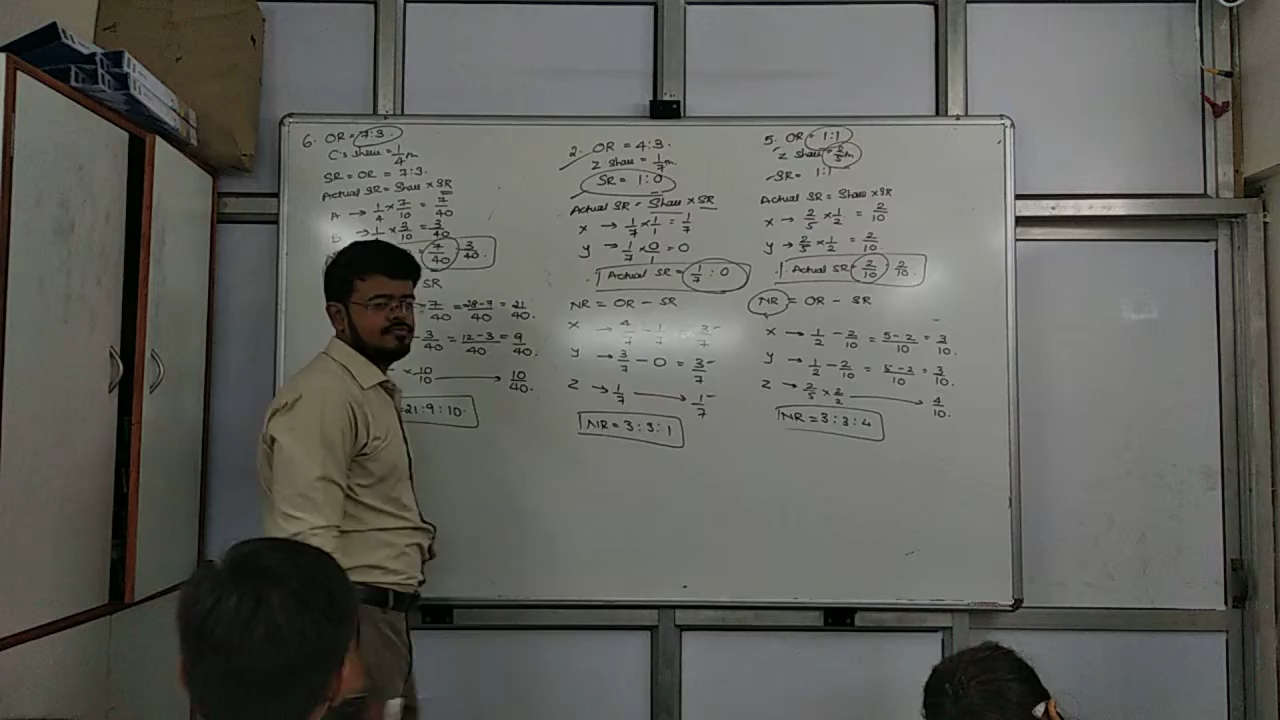 6. OR = 7:3
C's share = 1/4 th
SR = OR = 7:3.
Actual SR = Share × SR
A → 1/4 × 7/10 = 7/40
3/10 = 3/40
7/40 : 3/40.
SR
- 7/40 = 28-7/40 = 21/40.
- 3/40 = 12-3/40 = 9/40.
× 10/10 → 10/40.
= 21:9:10.
2. OR = 4:3.
Z share = 1/7 th.
SR = 1:0
Actual SR = Share × SR
X → 1/7 × 1/1 = 1/7
Y → 1/7 × 0/1 = 0
∴ Actual SR = 1/7 : 0
NR = OR - SR
X → 4/7 - 1/7 = 3/7
Y → 3/7 - 0 = 3/7
Z → 1/7 → 1/7
NR = 3:3:1
5. OR = 1:1
Z share = 2/5 th
SR = 1:1
Actual SR = Share × SR
X → 2/5 × 1/2 = 2/10
Y → 2/5 × 1/2 = 2/10.
∴ Actual SR = 2/10 : 2/10.
NR = OR - SR
X → 1/2 - 2/10 = 5-2/10 = 3/10.
Y → 1/2 - 2/10 = 5-2/10 = 3/10.
Z → 2/5 × 2/2 → 4/10.
NR = 3:3:4